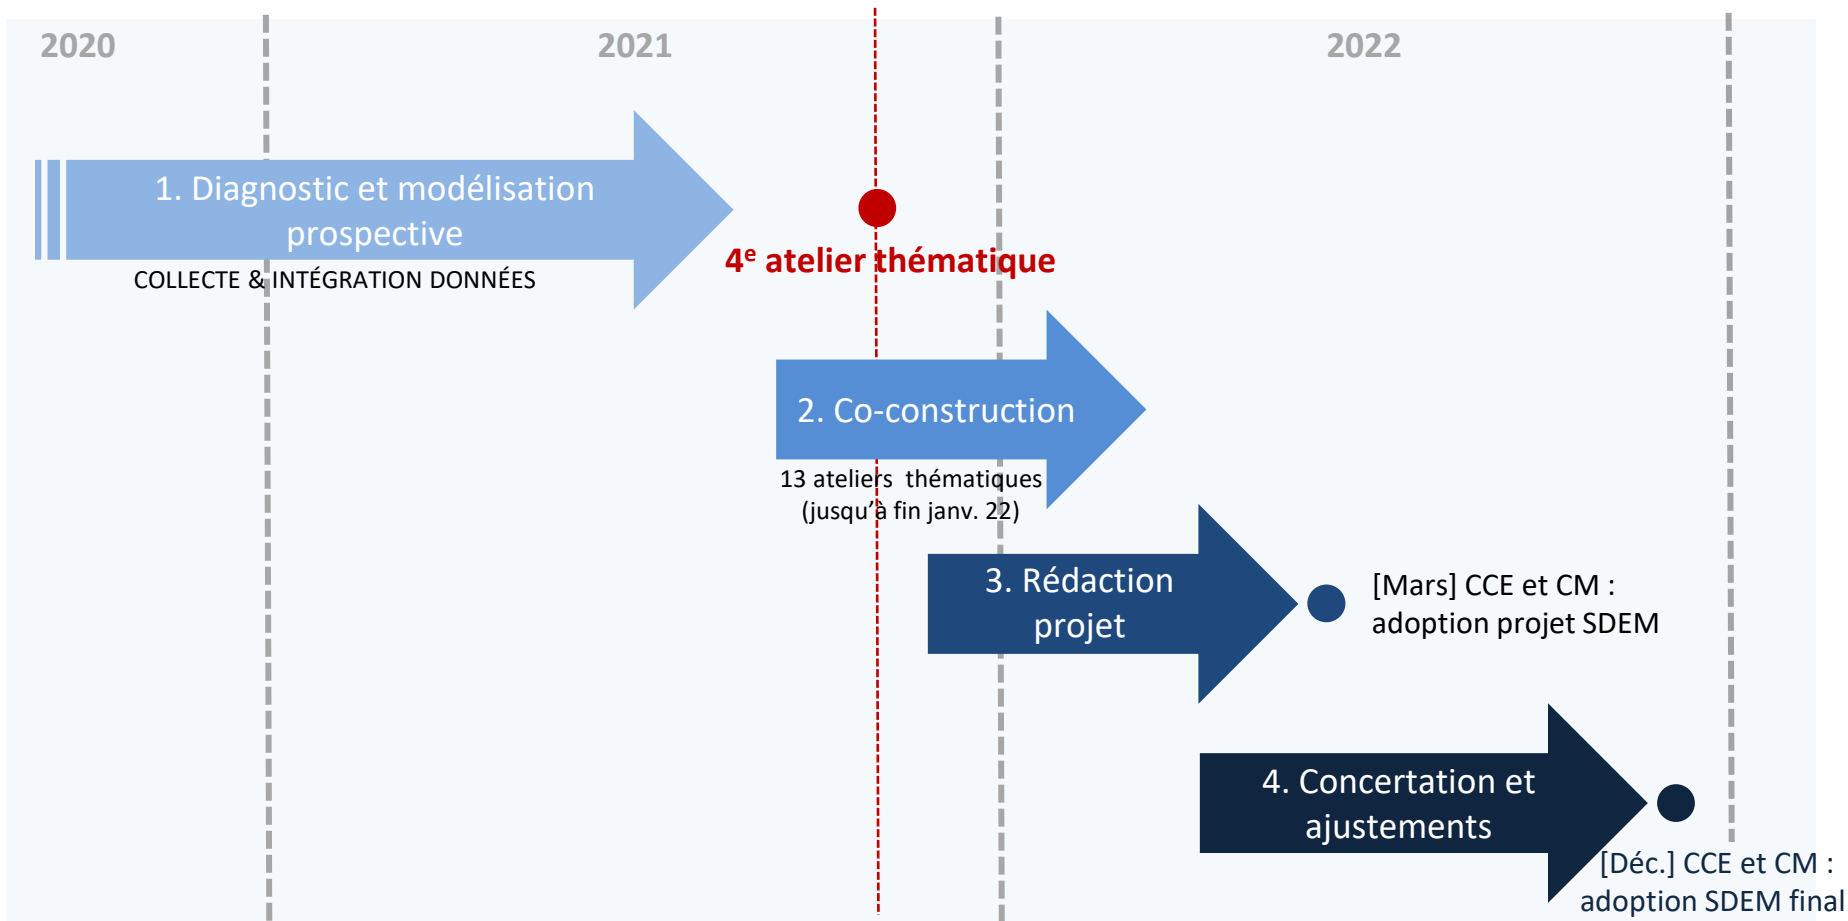 2020
2021
2022
1. Diagnostic et modélisation
prospective
COLLECTE & INTÉGRATION DONNÉES
4e atelier thématique
2. Co-construction
13 ateliers  thématiques
(jusqu’à fin janv. 22)
3. Rédaction
projet
[Mars] CCE et CM :
adoption projet SDEM
4. Concertation et
ajustements
[Déc.] CCE et CM :
adoption SDEM final